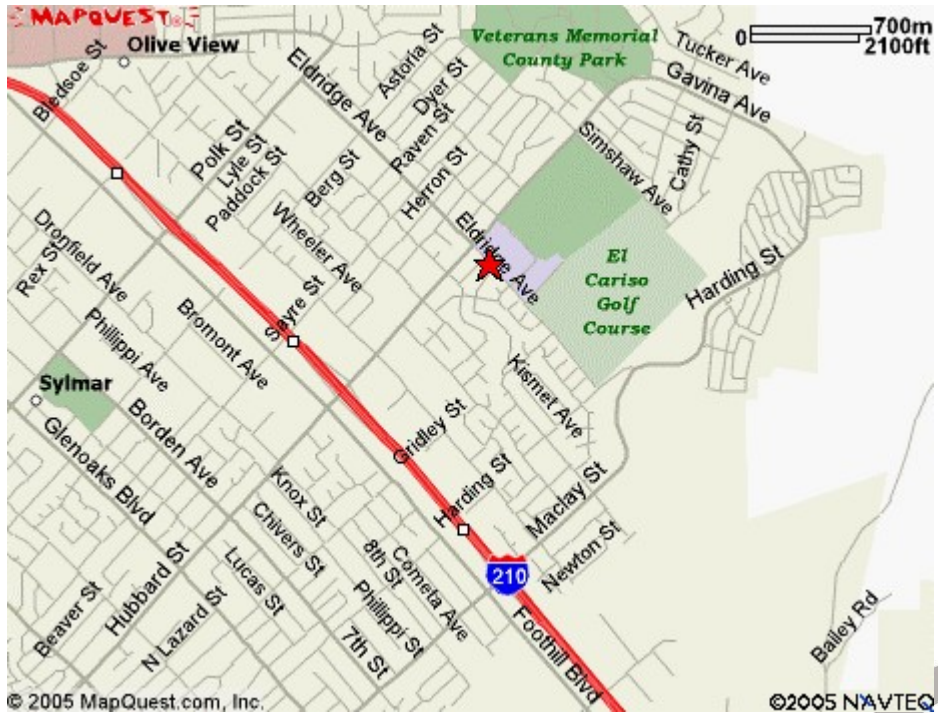 MAPQUEST
Olive View
Bledsoe St
Eldridge Ave
Astoria St
Dyer St
Raven St
Herron St
Veterans Memorial
County Park
0
700m
2100ft
Tucker Ave
Gavina Ave
Cathy St
Simshaw Ave
Polk St
Lyle St
Paddock St
Berg St
Wheeler Ave
Eldridge Ave
El
Cariso
Golf
Course
Harding St
Dronfield Ave
Rex St
Phillippi Ave
Bromont Ave
Sayre St
Sylmar
Borden Ave
Glenoaks Blvd
Kismet Ave
Gridley St
Harding St
Maclay St
Newton St
Knox St
Chivers St
8th St
Cometa Ave
Phillippi St
7th St
Lucas St
Hubbard St
N Lazard St
Beaver St
210
Foothill Blvd
Bailey Rd
© 2005 MapQuest.com, Inc.
©2005 NAVTEQ